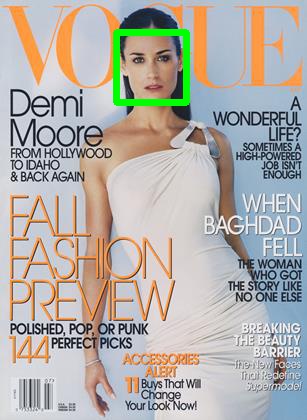 VOGUE
Demi
Moore
FROM HOLLYWOOD
TO IDAHO
& BACK AGAIN
A
WONDERFUL
LIFE?
SOMETIMES A
HIGH-POWERED
JOB ISN'T
ENOUGH
FALL
FASHION
PREVIEW
POLISHED, POP, OR PUNK
144 PERFECT PICKS
WHEN
BAGHDAD
FELL
THE WOMAN
WHO GOT
THE STORY LIKE
NO ONE ELSE
BREAKING
THE BEAUTY
BARRIER
The New Faces
That Redefine
Supermodel
ACCESSORIES
ALERT
11 Buys That Will
Change
Your Look Now!